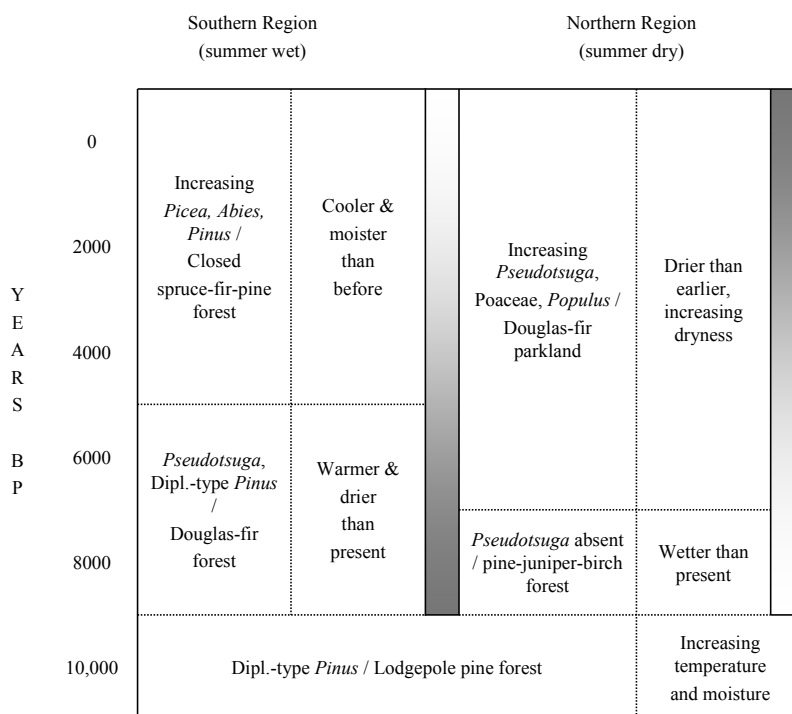 Southern Region
(summer wet)
Northern Region
(summer dry)
YEARS BP
0
2000
4000
6000
8000
10,000
Increasing
Picea, Abies,
Pinus /
Closed
spruce-fir-pine
forest
Cooler &
moister
than
before
Increasing
Pseudotsuga,
Poaceae, Populus /
Douglas-fir
parkland
Drier than
earlier,
increasing
dryness
Pseudotsuga,
Dipl.-type Pinus
/
Douglas-fir
forest
Warmer &
drier
than
present
Pseudotsuga absent
/ pine-juniper-birch
forest
Wetter than
present
Dipl.-type Pinus / Lodgepole pine forest
Increasing
temperature
and moisture